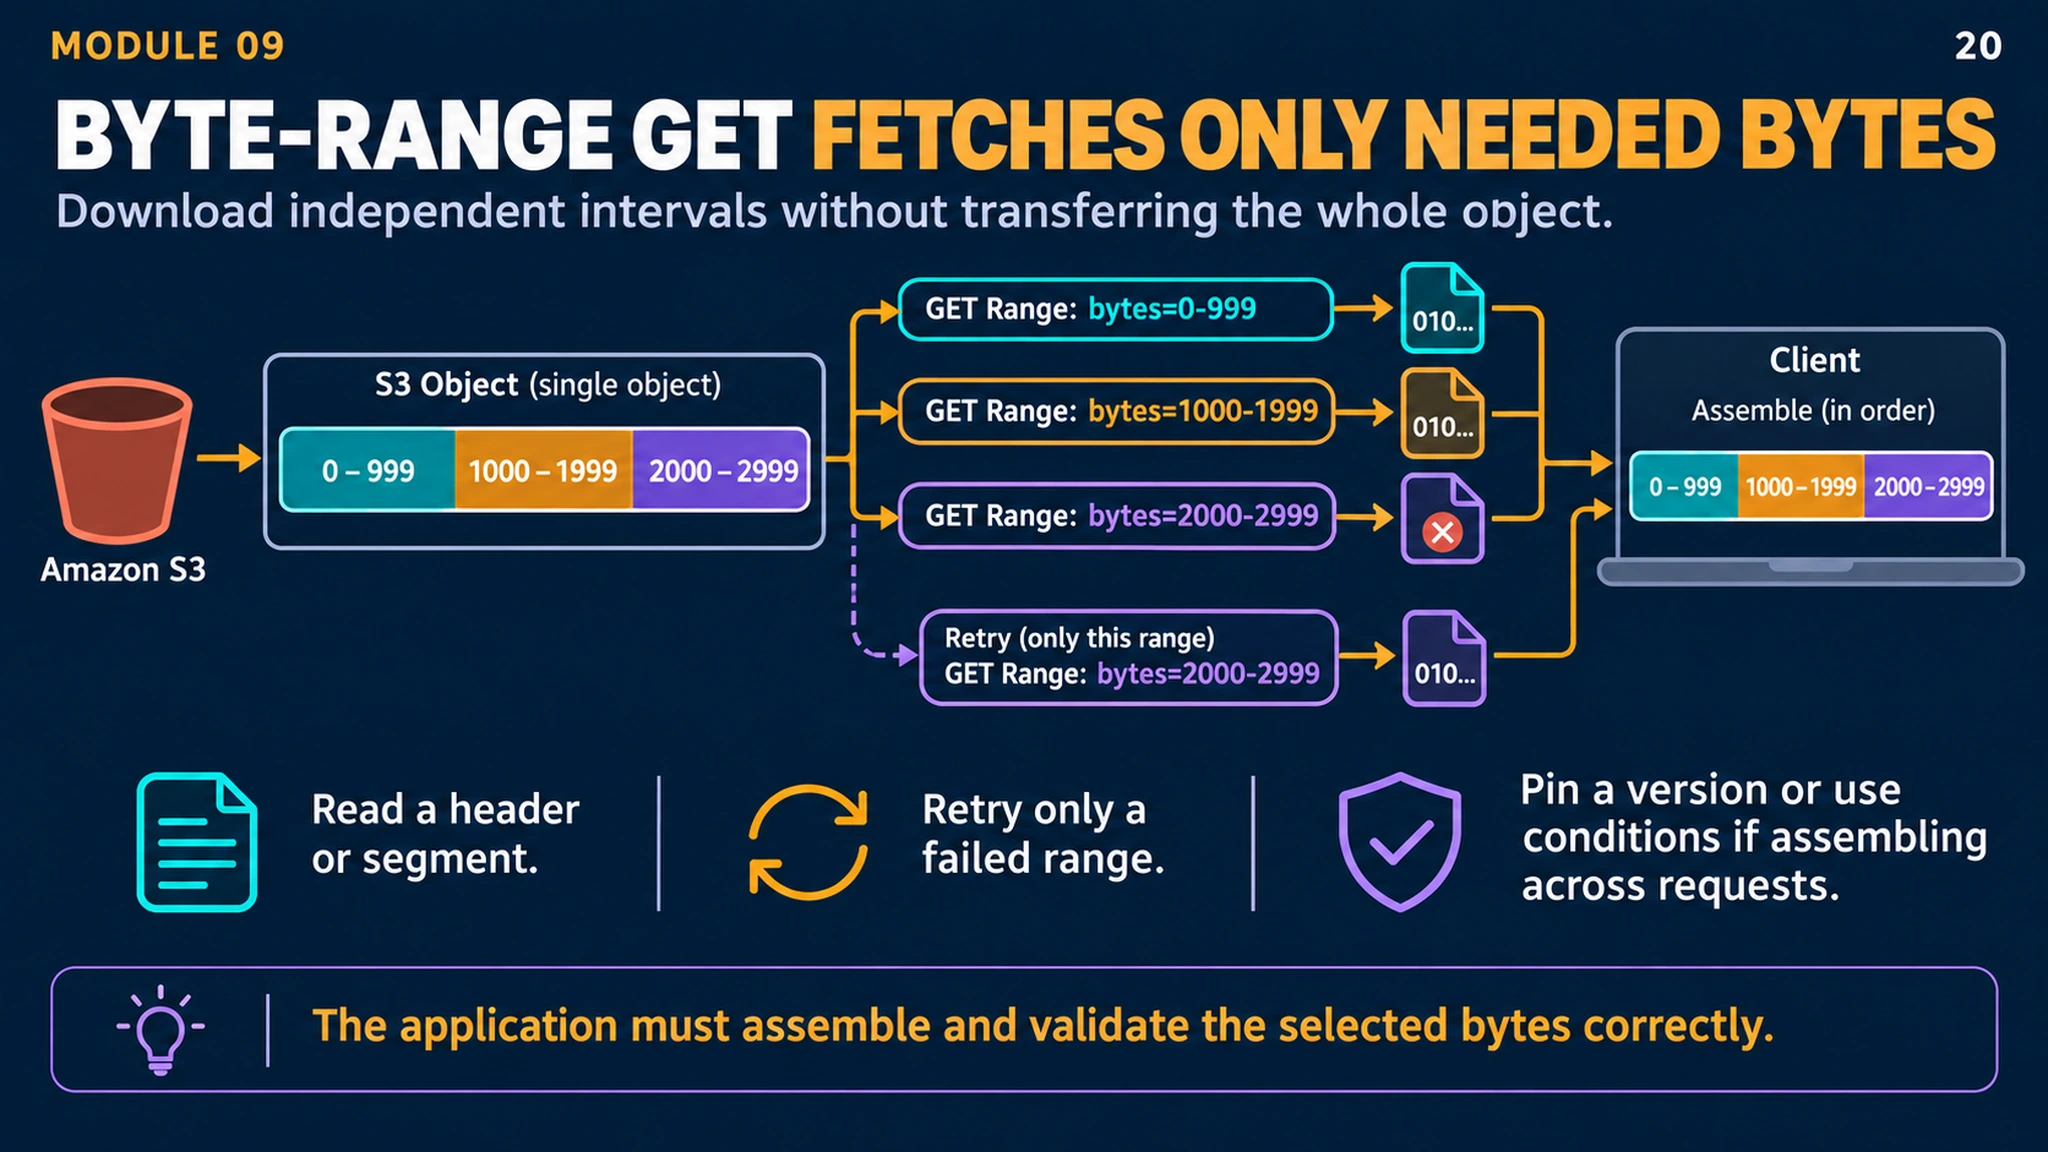 MODULE 09
20
BYTE-RANGE GET FETCHES ONLY NEEDED BYTES
Download independent intervals without transferring the whole object.
Amazon S3
S3 Object (single object)
0 – 999
1000 – 1999
2000 – 2999
GET Range: bytes=0-999
010...
GET Range: bytes=1000-1999
010...
GET Range: bytes=2000-2999
Retry (only this range)
GET Range: bytes=2000-2999
010...
Client
Assemble (in order)
0 – 999
1000 – 1999
2000 – 2999
Read a header
or segment.
Retry only a
failed range.
Pin a version or use
conditions if assembling
across requests.
The application must assemble and validate the selected bytes correctly.